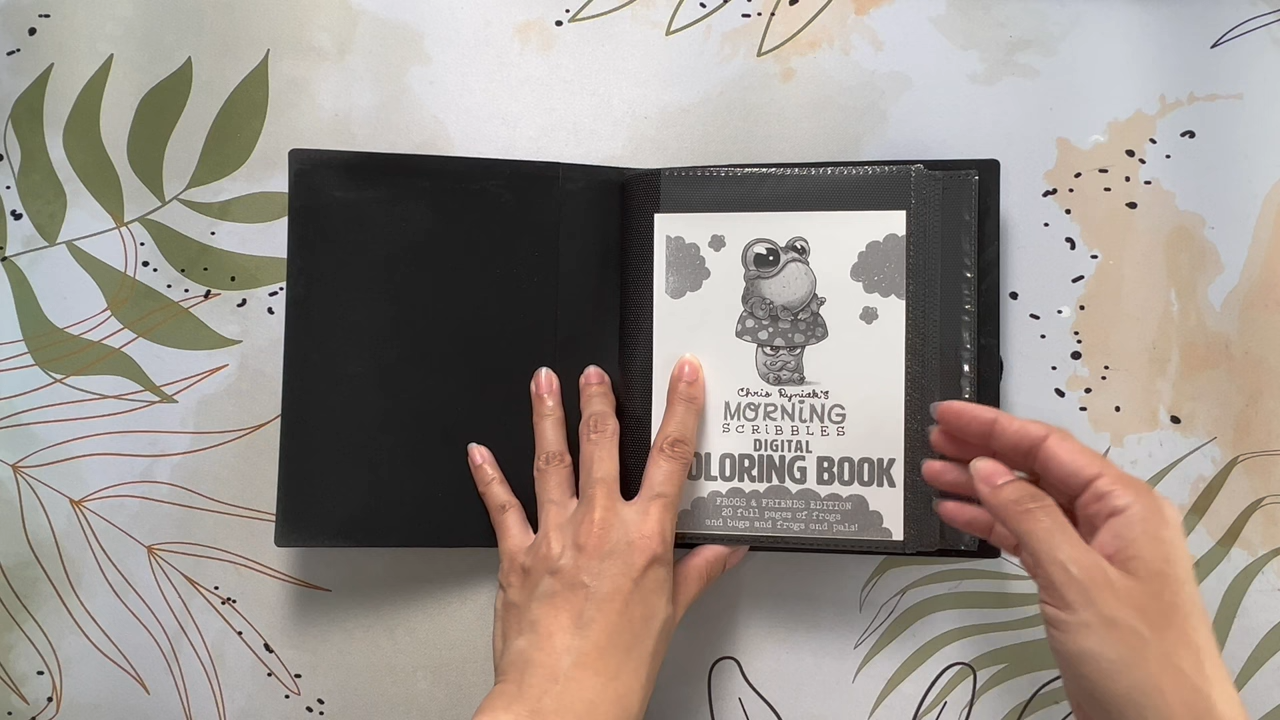 Chris Ryniak's
MORNiNG
SCRiBBLES
DIGITAL
OLORING BOOK
FROGS & FRIENDS EDITION
20 full pages of frogs
and bugs and frogs and pals!